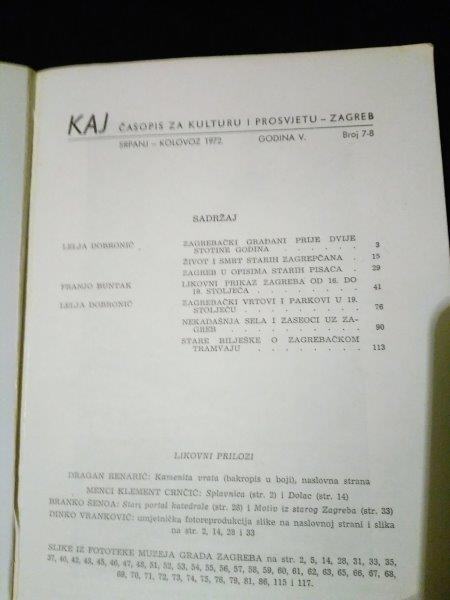 KAJ ČASOPIS ZA KULTURU I PROSVJETU – ZAGREB
SRPANJ – KOLOVOZ 1972. GODINA V. Broj 7-8
SADRŽAJ
LELJA DOBRONIĆ ZAGREBAČKI GRAĐANI PRIJE DVIJE
STOTINE GODINA . . . . . . 3
ŽIVOT I SMRT STARIH ZAGREPČANA . 15
ZAGREB U OPISIMA STARIH PISACA . 29
FRANJO BUNTAK LIKOVNI PRIKAZ ZAGREBA OD 16. DO
19. STOLJEĆA . . . . . . . 41
LELJA DOBRONIĆ ZAGREBAČKI VRTOVI I PARKOVI U 19.
STOLJEĆU . . . . . . . . 76
NEKADAŠNJA SELA I ZASEOCI UZ ZA-
GREB . . . . . . . . . 90
STARE BILJEŠKE O ZAGREBAČKOM
TRAMVAJU . . . . . . . 113
LIKOVNI PRILOZI
DRAGAN RENARIĆ: Kamenita vrata (bakropis u boji), naslovna strana
MENCI KLEMENT CRNČIĆ: Splavnica (str. 2) i Dolac (str. 14)
BRANKO ŠENOA: Stari portal katedrale (str. 28) i Motiv iz starog Zagreba (str. 33)
DINKO VRANKOVIĆ: umjetnička fotoreprodukcija slike na naslovnoj strani i slika
na str. 2, 14, 28 i 33
SLIKE IZ FOTOTEKE MUZEJA GRADA ZAGREBA na str. 2, 5, 14, 28, 31, 33, 35,
37, 40, 42, 43, 45, 46, 47, 48, 51, 52, 53, 54, 55, 56, 57, 58, 59, 60, 61, 62, 63, 65, 66, 67, 68,
69, 70, 71, 72, 73, 74, 75, 76, 79, 81, 86, 115 i 117.